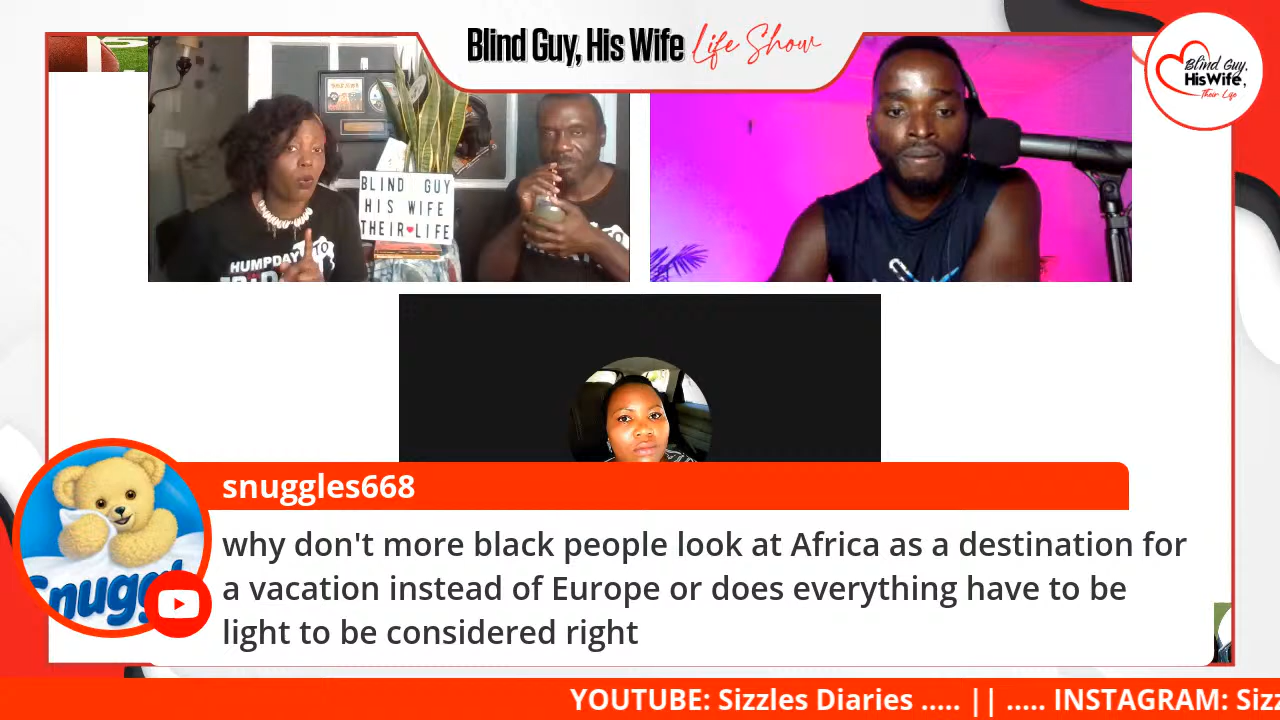 Blind Guy, His Wife Life Show
Blind Guy,
His Wife,
Their Life
BLIND GUY
HIS WIFE
THEIR♥LIFE
HUMPDAY
TO
snuggles668
why don't more black people look at Africa as a destination for
a vacation instead of Europe or does everything have to be
light to be considered right
Snuggl
YOUTUBE: Sizzles Diaries ..... || ..... INSTAGRAM: Sizz